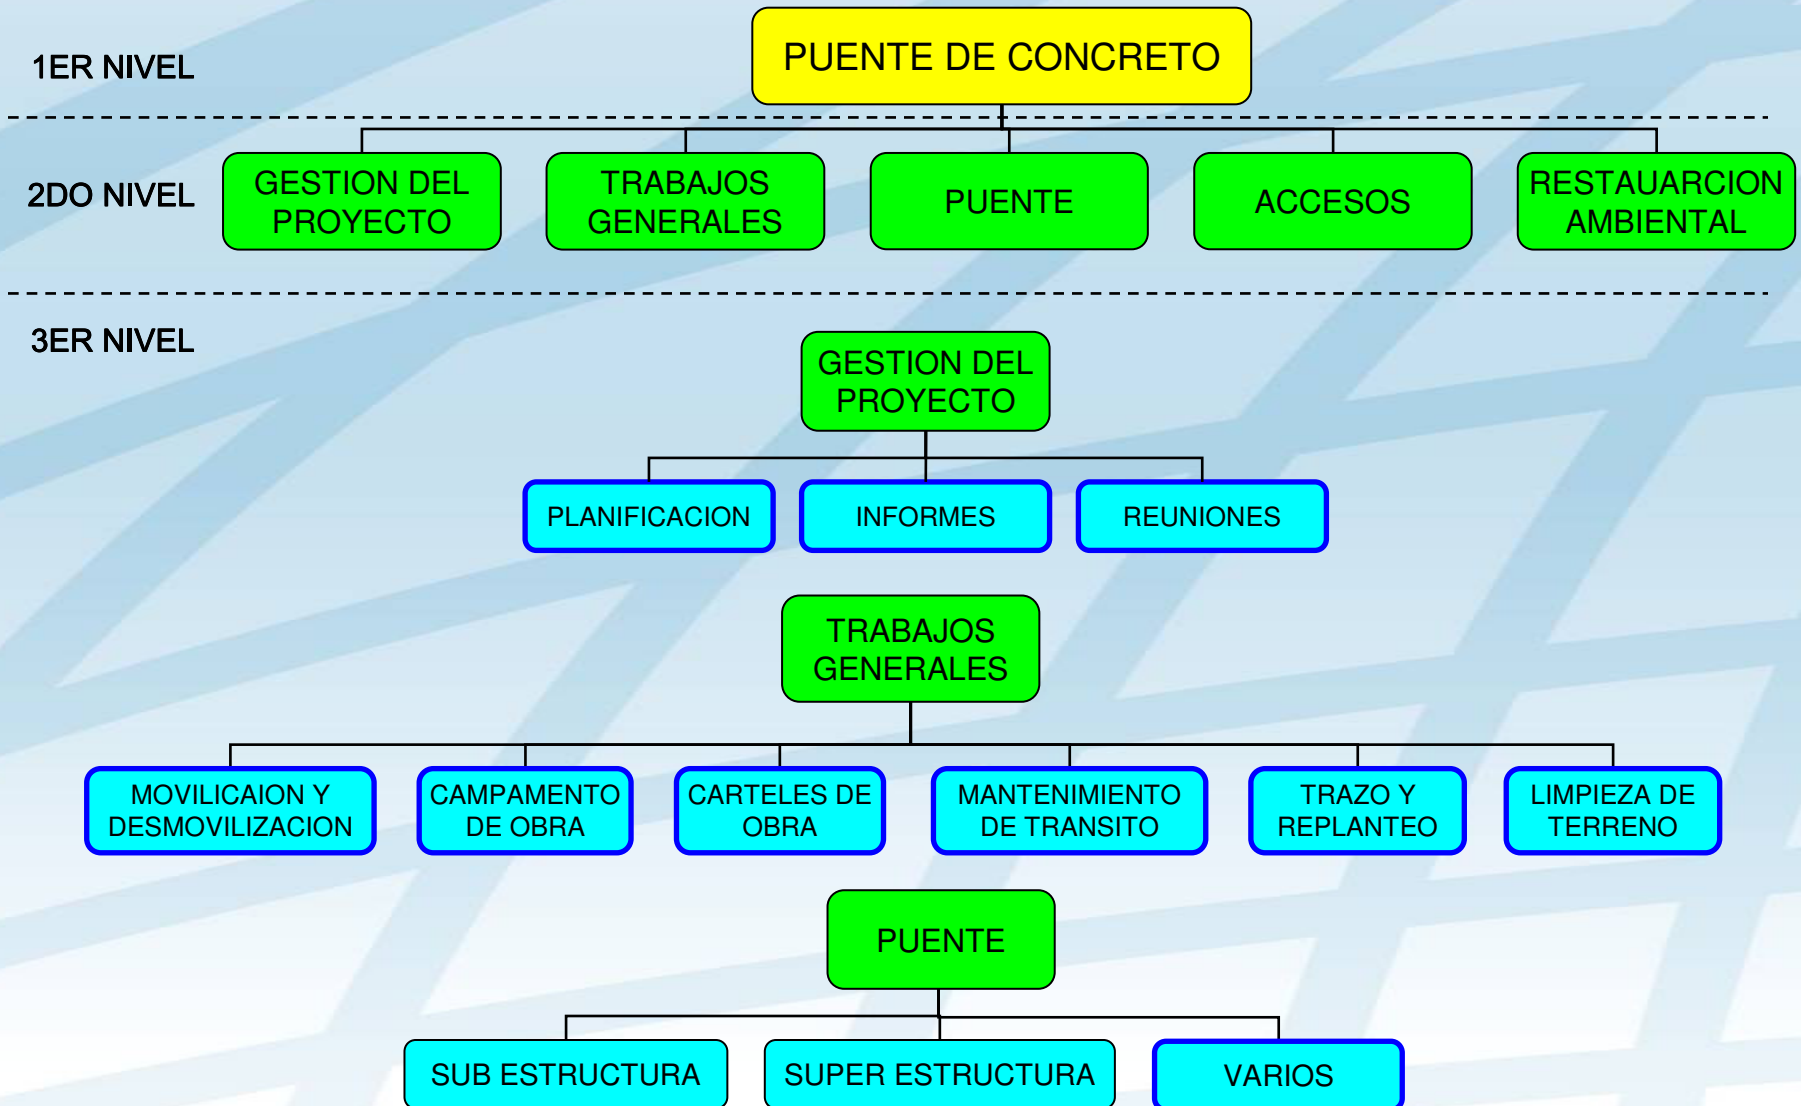 1ER NIVEL
PUENTE DE CONCRETO
2DO NIVEL
GESTION DEL
PROYECTO
TRABAJOS
GENERALES
PUENTE
ACCESOS
RESTAUARCION
AMBIENTAL
3ER NIVEL
GESTION DEL
PROYECTO
PLANIFICACION
INFORMES
REUNIONES
TRABAJOS
GENERALES
MOVILICAION Y
DESMOVILIZACION
CAMPAMENTO
DE OBRA
CARTELES DE
OBRA
MANTENIMIENTO
DE TRANSITO
TRAZO Y
REPLANTEO
LIMPIEZA DE
TERRENO
PUENTE
SUB ESTRUCTURA
SUPER ESTRUCTURA
VARIOS